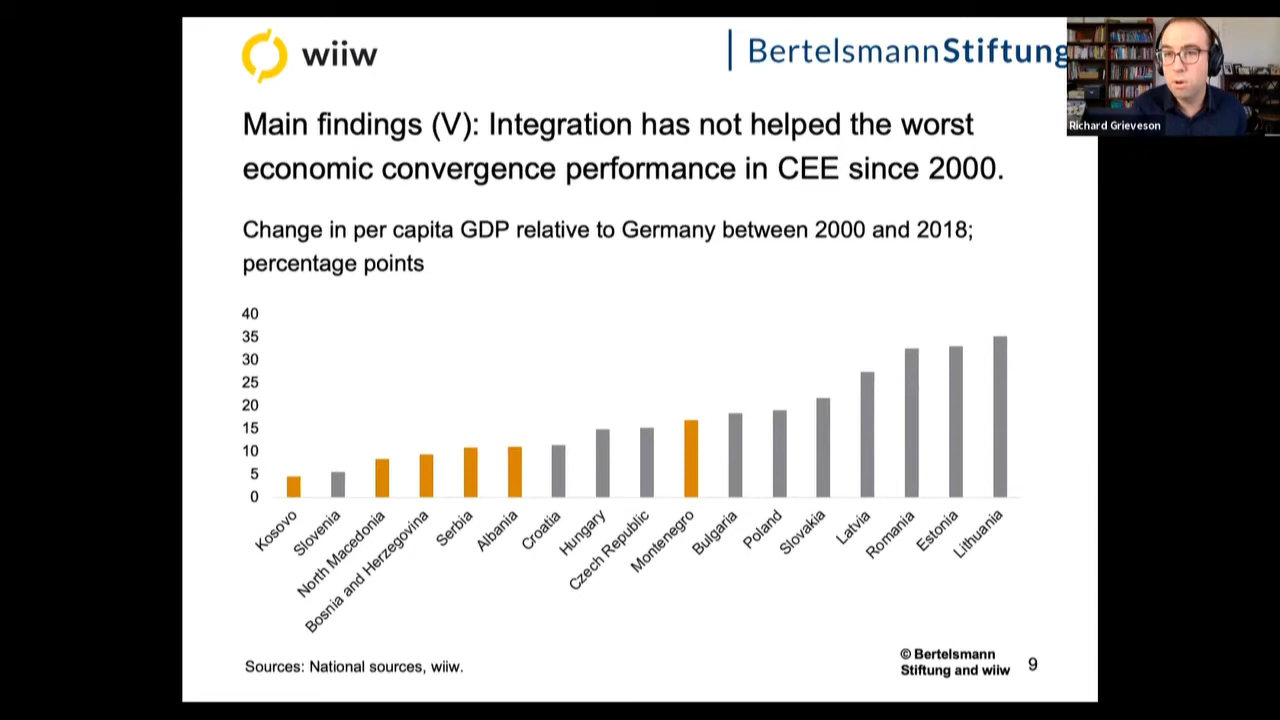 wiiw
BertelsmannStiftung
Richard Grieveson
Main findings (V): Integration has not helped the worst
economic convergence performance in CEE since 2000.
Change in per capita GDP relative to Germany between 2000 and 2018;
percentage points
40
35
30
25
20
15
10
5
0
Kosovo
Slovenia
North Macedonia
Bosnia and Herzegovina
Serbia
Albania
Croatia
Hungary
Czech Republic
Montenegro
Bulgaria
Poland
Slovakia
Latvia
Romania
Estonia
Lithuania
Sources: National sources, wiiw.
© Bertelsmann
Stiftung and wiiw
9